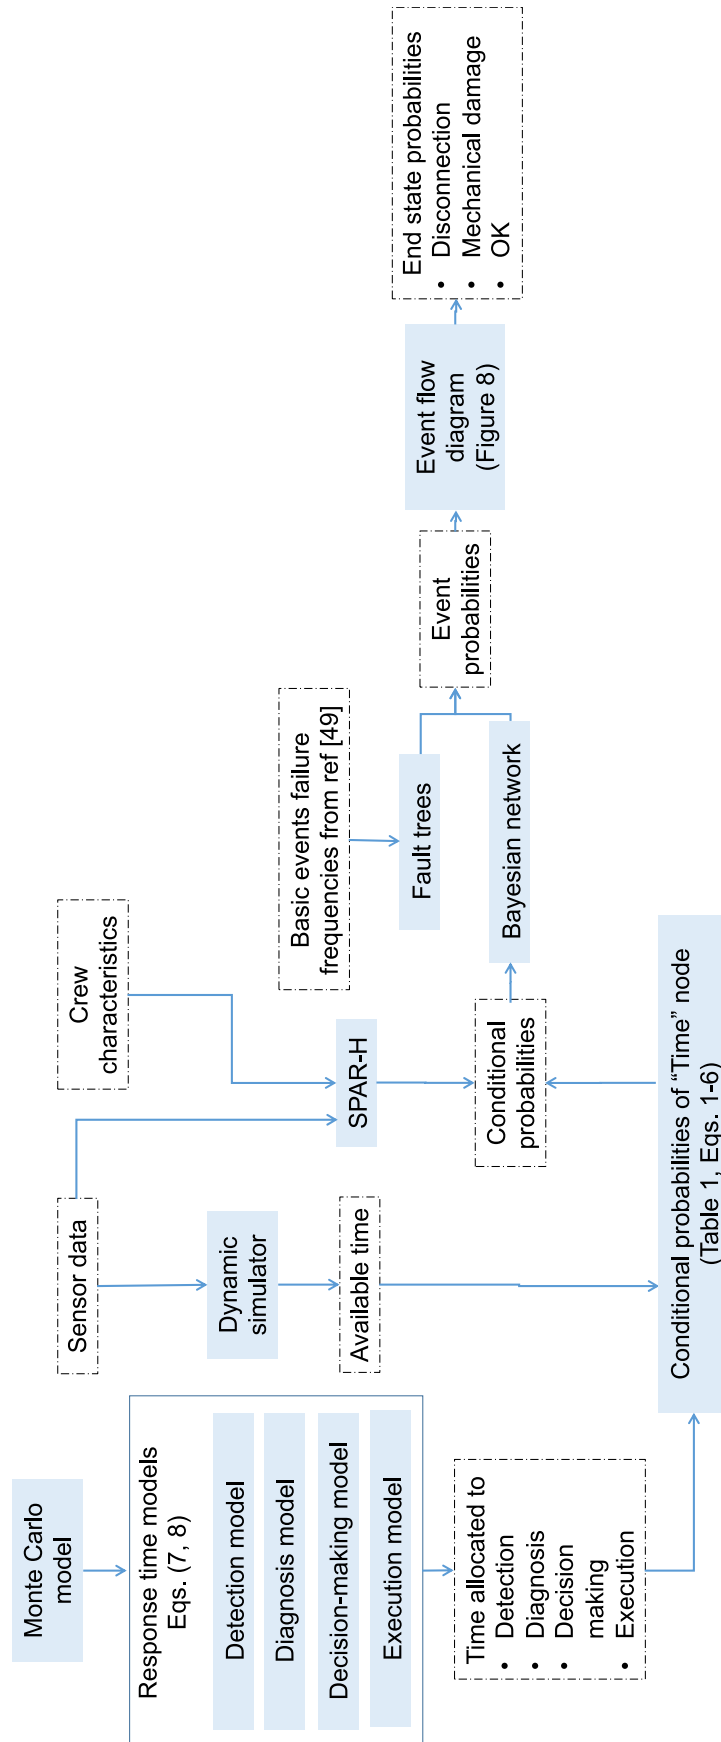 Monte Carlo
model
Response time models
Eqs. (7, 8)
Detection model
Diagnosis model
Decision-making model
Execution model
Time allocated to
• Detection
• Diagnosis
• Decision
making
• Execution
Sensor data
Dynamic
simulator
Available time
Crew
characteristics
SPAR-H
Conditional
probabilities
Conditional probabilities of “Time” node
(Table 1, Eqs. 1-6)
Basic events failure
frequencies from ref [49]
Fault trees
Bayesian network
Event
probabilities
Event flow
diagram
(Figure 8)
End state probabilities
• Disconnection
• Mechanical damage
• OK